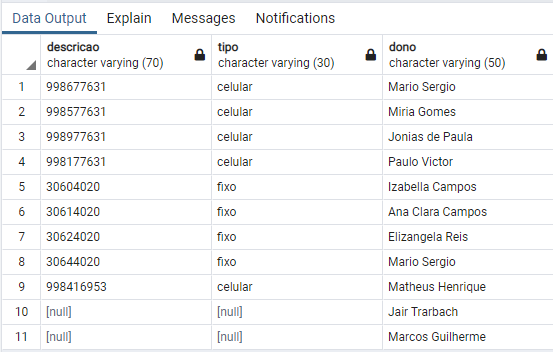 Data Output Explain Messages Notifications
descricao tipo dono
character varying (70) character varying (30) character varying (50)
1 998677631 celular Mario Sergio
2 998577631 celular Miria Gomes
3 998977631 celular Jonias de Paula
4 998177631 celular Paulo Victor
5 30604020 fixo Izabella Campos
6 30614020 fixo Ana Clara Campos
7 30624020 fixo Elizangela Reis
8 30644020 fixo Mario Sergio
9 998416953 celular Matheus Henrique
10 [null] [null] Jair Trarbach
11 [null] [null] Marcos Guilherme